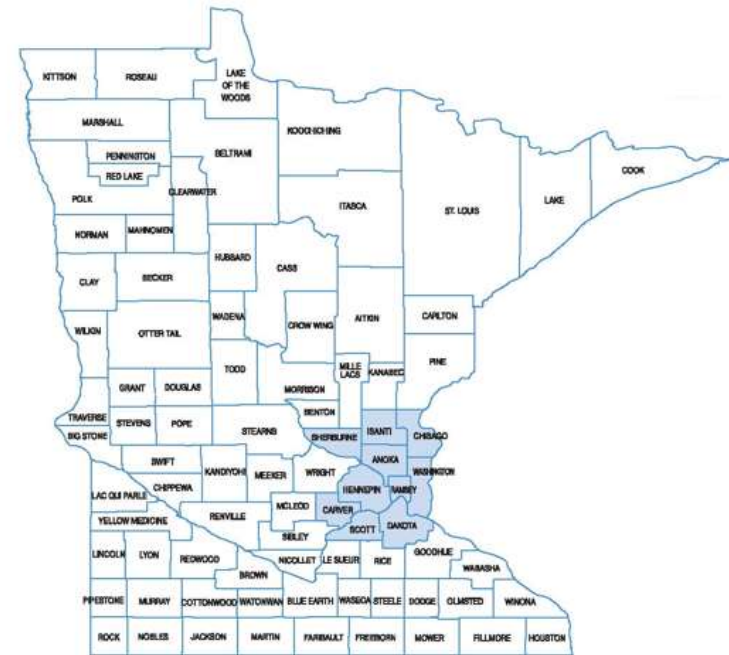 KITTSON
ROSEAU
LAKE
OF THE
WOODS
MARSHALL
KOOCHICHING
PENNINGTON
BELTRAMI
RED LAKE
CLEARWATER
POLK
ITASCA
ST. LOUIS
LAKE
COOK
NORMAN
MAHNOMEN
HUBBARD
CASS
CLAY
BECKER
WADENA
CROW WING
AITKIN
CARLTON
WILKIN
OTTER TAIL
TODD
MILLE
LACS
KANABEC
PINE
GRANT
DOUGLAS
MORRISON
BENTON
TRAVERSE
STEVENS
POPE
STEARNS
SHERBURNE
ISANTI
CHISAGO
BIG STONE
ANOKA
SWIFT
KANDIYOHI
MEEKER
WRIGHT
HENNEPIN
RAMSEY
WASHINGTON
CHIPPEWA
LAC QUI PARLE
MCLEOD
CARVER
YELLOW MEDICINE
RENVILLE
SCOTT
DAKOTA
SIBLEY
LINCOLN
LYON
REDWOOD
NICOLLET
LE SUEUR
RICE
GOODHUE
WABASHA
BROWN
PIPESTONE
MURRAY
COTTONWOOD
WATONWAN
BLUE EARTH
WASECA
STEELE
DODGE
OLMSTED
WINONA
ROCK
NOBLES
JACKSON
MARTIN
FARIBAULT
FREEBORN
MOWER
FILLMORE
HOUSTON